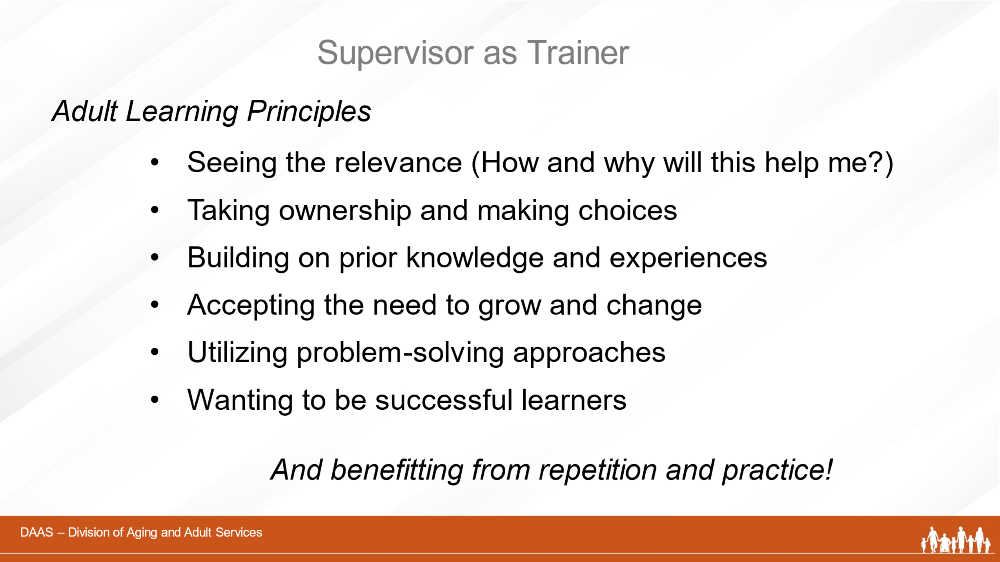 Supervisor as Trainer
Adult Learning Principles
• Seeing the relevance (How and why will this help me?)
• Taking ownership and making choices
• Building on prior knowledge and experiences
• Accepting the need to grow and change
• Utilizing problem-solving approaches
• Wanting to be successful learners
And benefitting from repetition and practice!
DAAS – Division of Aging and Adult Services